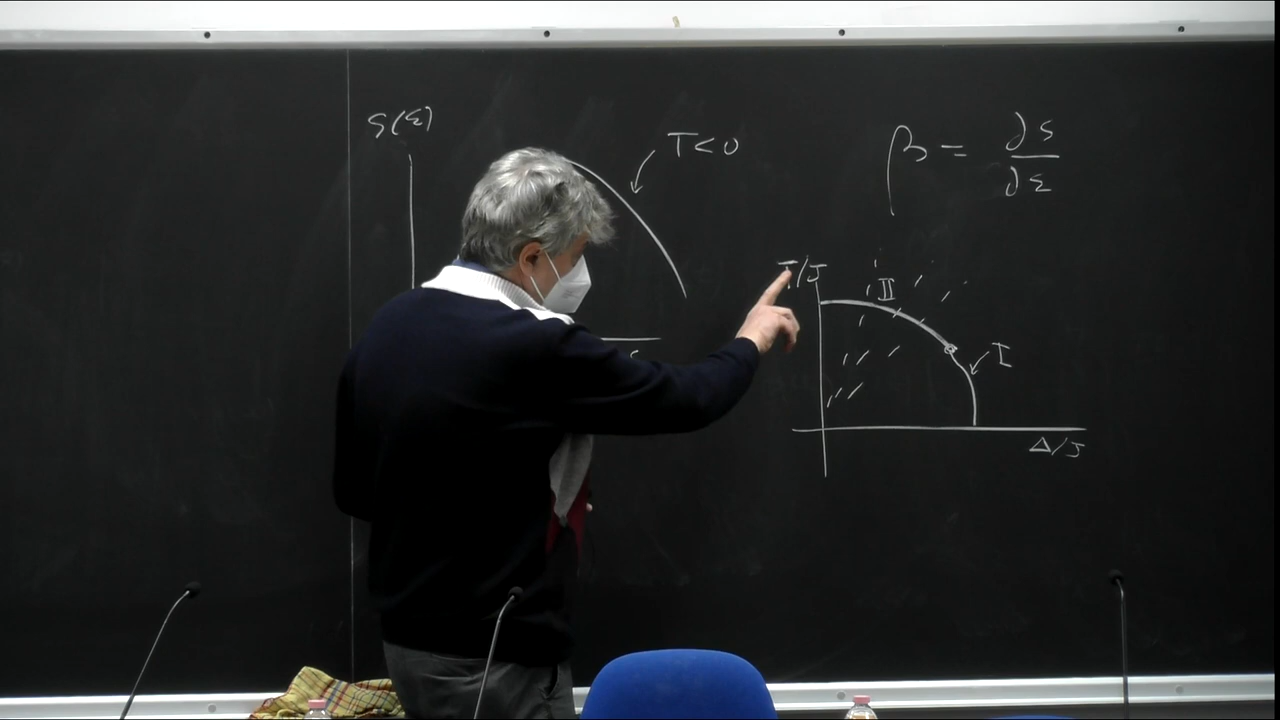 S(ε)
T<0
β = ∂S/∂ε
T/J
II
I
Δ/J